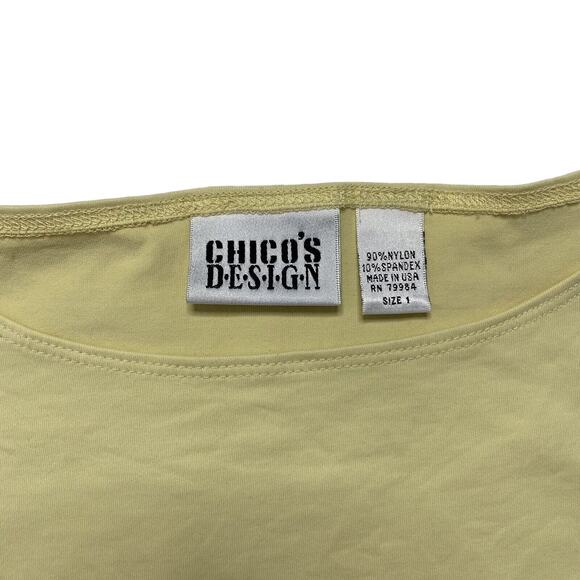 CHICO'S
D•E•S•I•G•N
90%NYLON
10%SPANDEX
MADE IN USA
RN 79984
SIZE 1